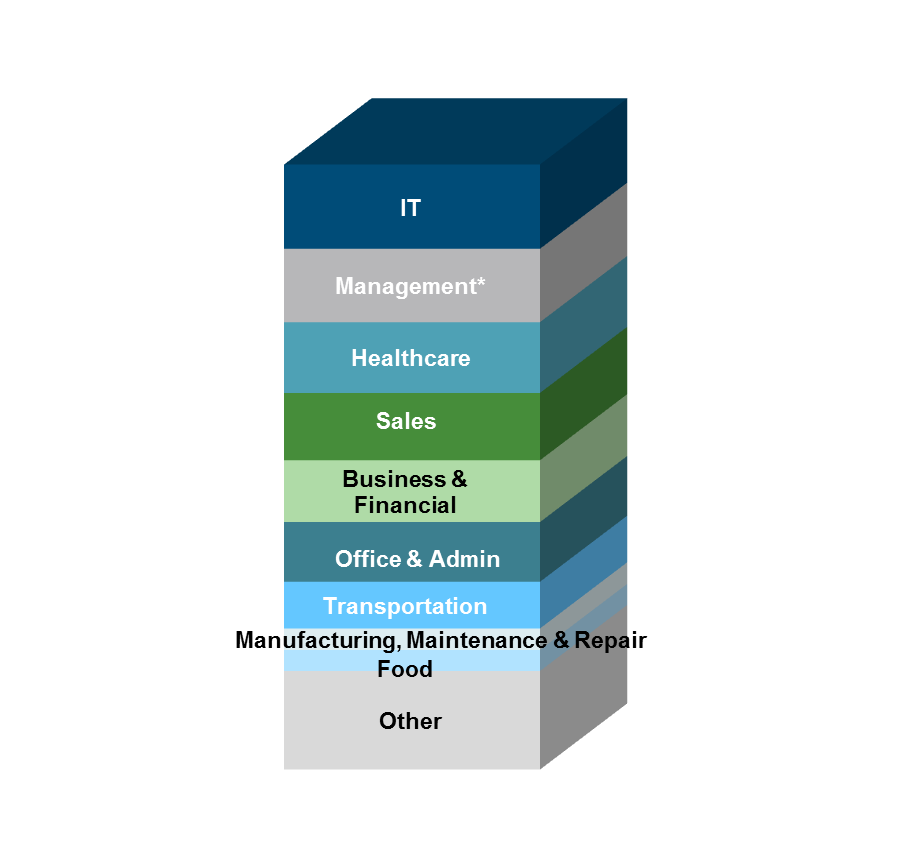 IT
Management*
Healthcare
Sales
Business &
Financial
Office & Admin
Transportation
Manufacturing, Maintenance & Repair
Food
Other